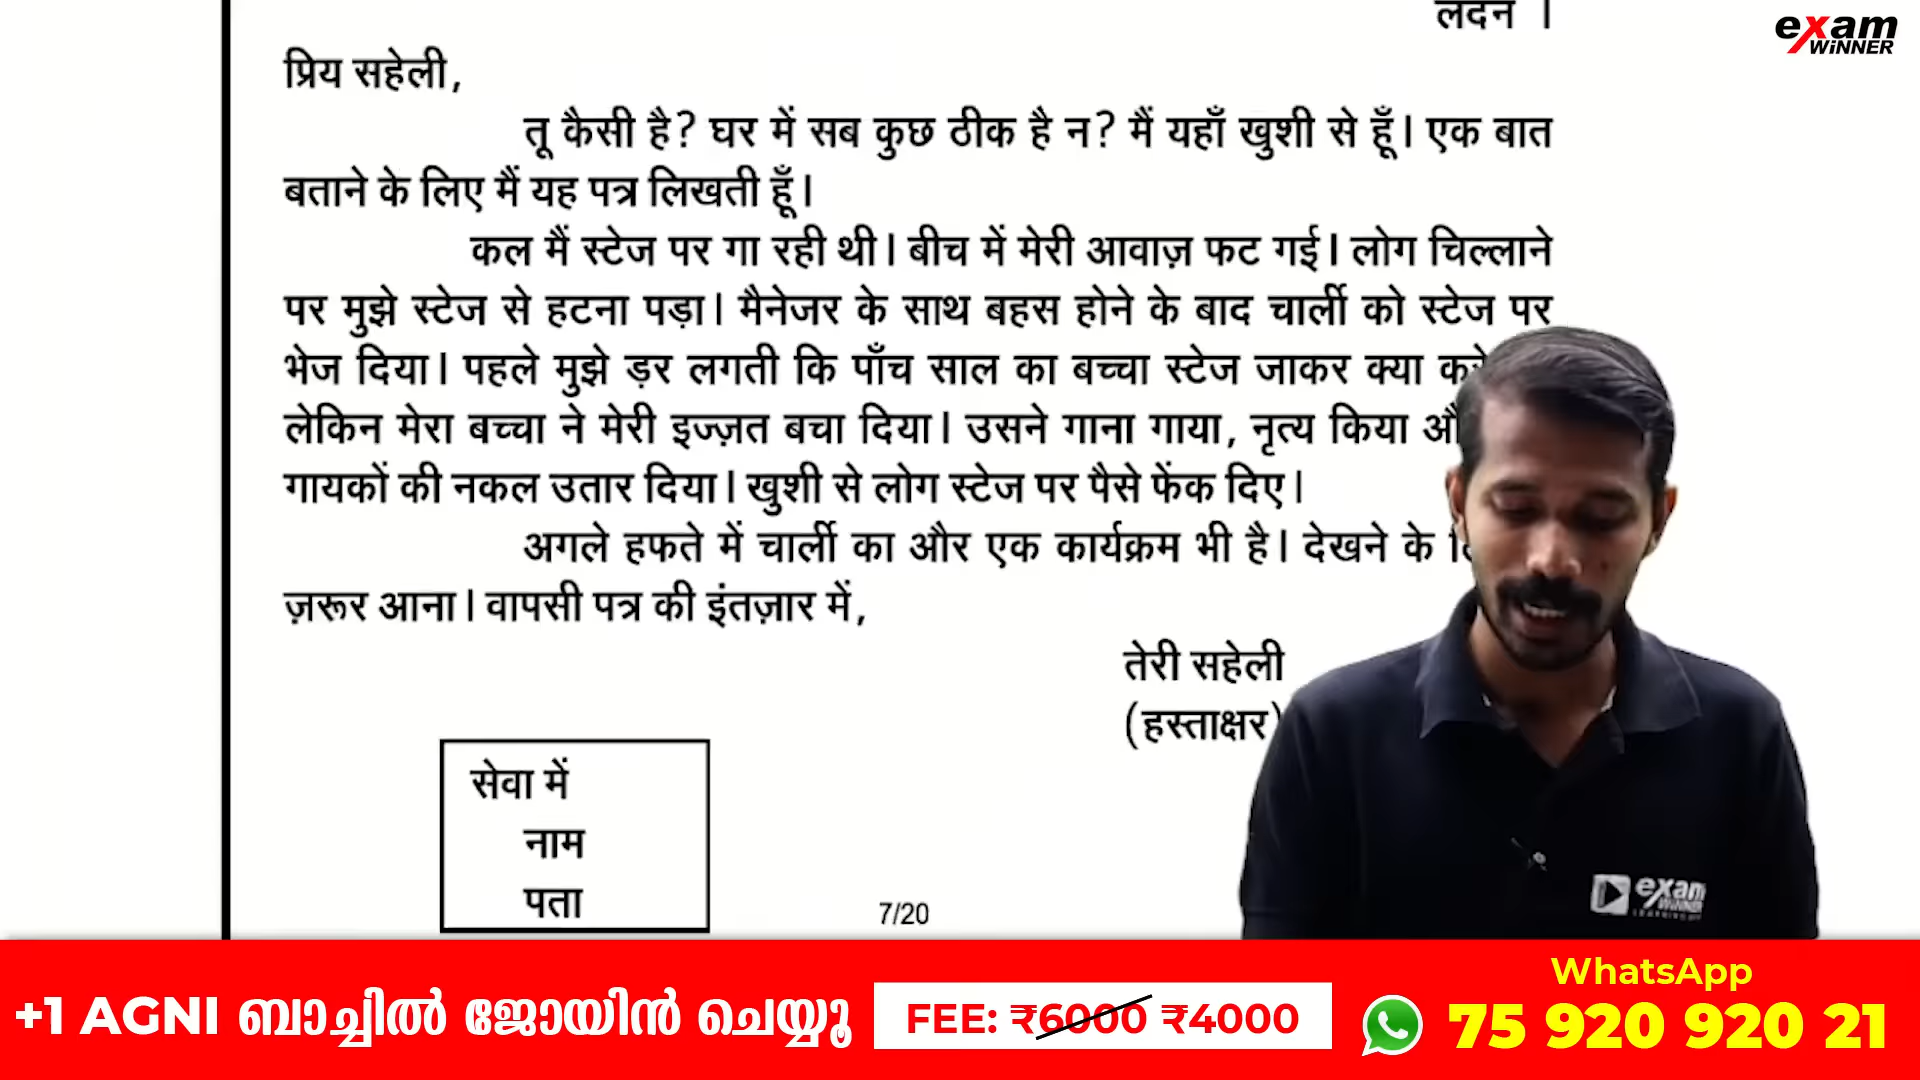 लंदन ।
exam
WINNER
प्रिय सहेली,
तू कैसी है? घर में सब कुछ ठीक है न? मैं यहाँ खुशी से हूँ। एक बात
बताने के लिए मैं यह पत्र लिखती हूँ।
कल मैं स्टेज पर गा रही थी। बीच में मेरी आवाज़ फट गई। लोग चिल्लाने
पर मुझे स्टेज से हटना पड़ा। मैनेजर के साथ बहस होने के बाद चार्ली को स्टेज पर
भेज दिया। पहले मुझे ड़र लगती कि पाँच साल का बच्चा स्टेज जाकर क्या
लेकिन मेरा बच्चा ने मेरी इज्ज़त बचा दिया। उसने गाना गाया, नृत्य किया
गायकों की नकल उतार दिया। खुशी से लोग स्टेज पर पैसे फेंक दिए।
अगले हफते में चार्ली का और एक कार्यक्रम भी है। देखने के
ज़रूर आना। वापसी पत्र की इंतज़ार में,
तेरी सहेली
(हस्ताक्षर)
सेवा में
नाम
पता
7/20
exam
WINNER
+1 AGNI ബാച്ചിൽ ജോയിൻ ചെയ്യൂ
FEE: ₹6000 ₹4000
WhatsApp
75 920 920 21